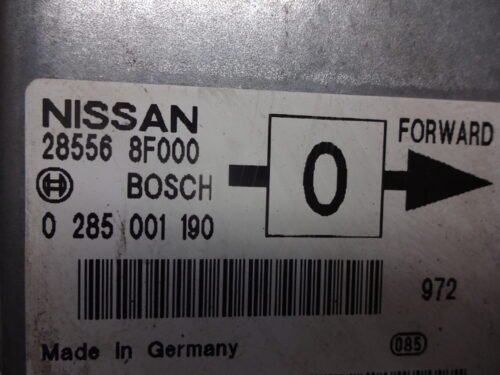 NISSAN
28556 8F000
BOSCH
0 285 001 190
0
FORWARD
972
Made in Germany
085